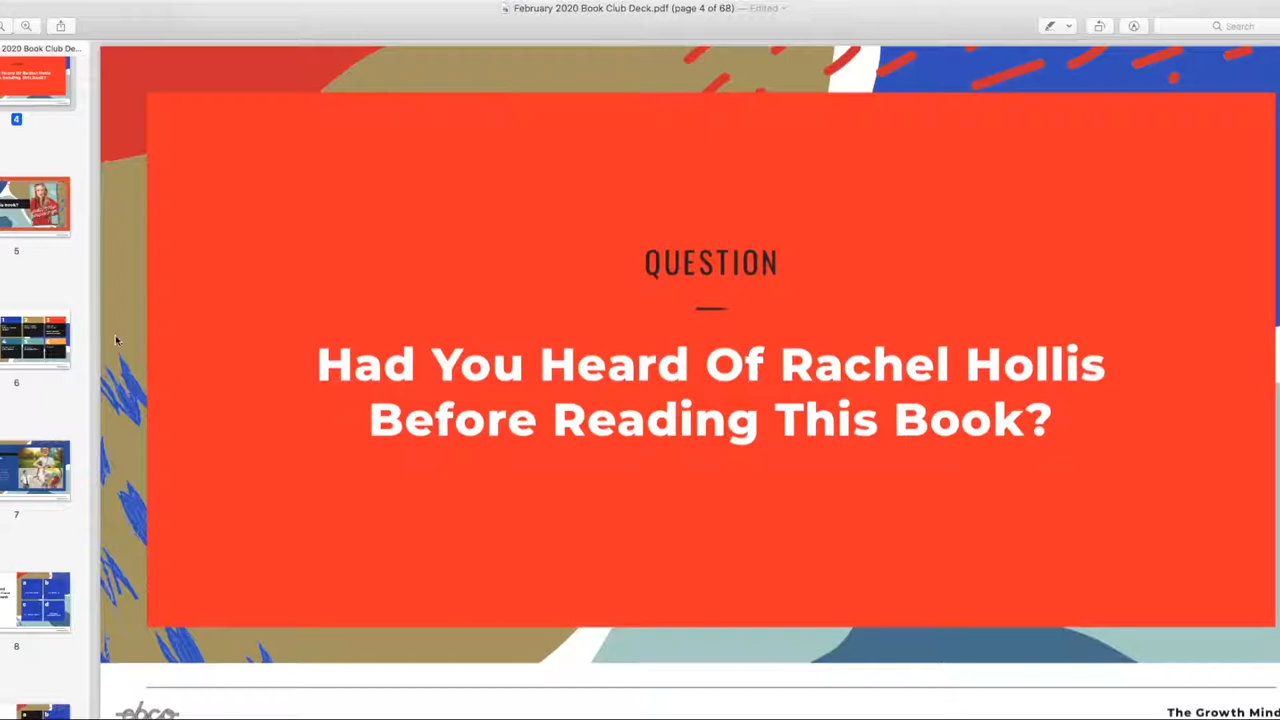 February 2020 Book Club Deck.pdf (page 4 of 68) — Edited
Search
2020 Book Club De...
4
5
6
7
8
QUESTION
Had You Heard Of Rachel Hollis
Before Reading This Book?
ebco
The Growth Mind